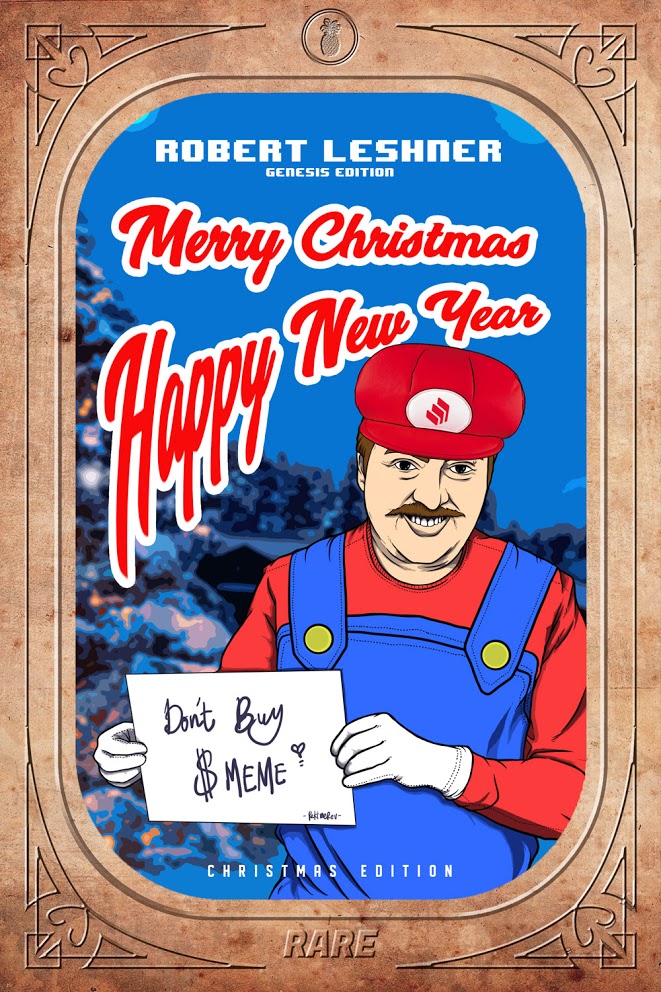 ROBERT LESHNER
GENESIS EDITION
Merry Christmas
Happy New Year
Don't Buy
$MEME
CHRISTMAS EDITION
RARE